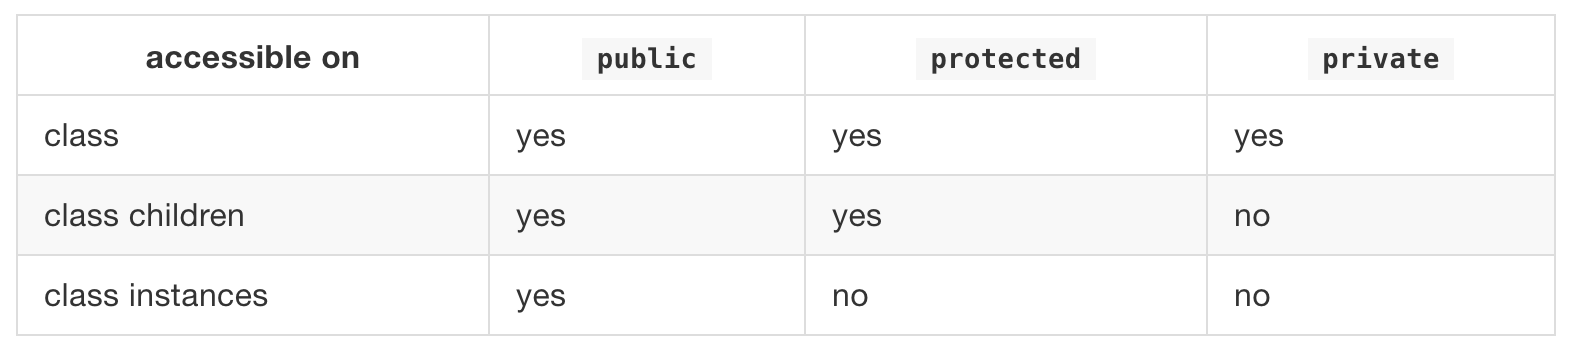 accessible on public protected private
class yes yes yes
class children yes yes no
class instances yes no no